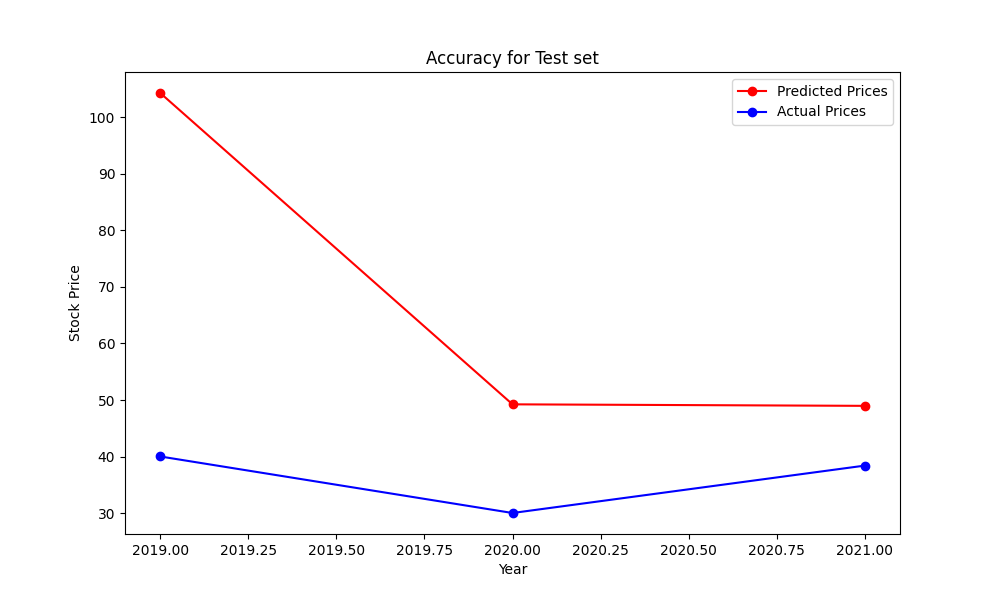 Accuracy for Test set
Predicted Prices
Actual Prices
Stock Price
100
90
80
70
60
50
40
30
2019.00 2019.25 2019.50 2019.75 2020.00 2020.25 2020.50 2020.75 2021.00
Year